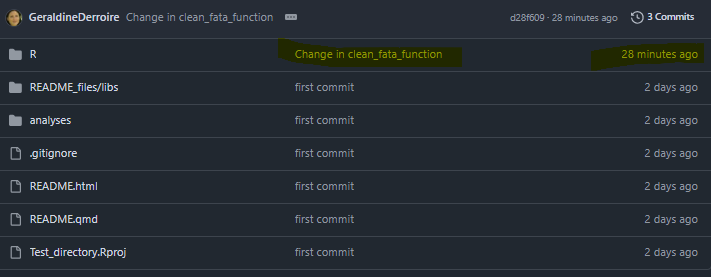 GeraldineDerroire Change in clean_fata_function d28f609 · 28 minutes ago 3 Commits
R Change in clean_fata_function 28 minutes ago
README_files/libs first commit 2 days ago
analyses first commit 2 days ago
.gitignore first commit 2 days ago
README.html first commit 2 days ago
README.qmd first commit 2 days ago
Test_directory.Rproj first commit 2 days ago